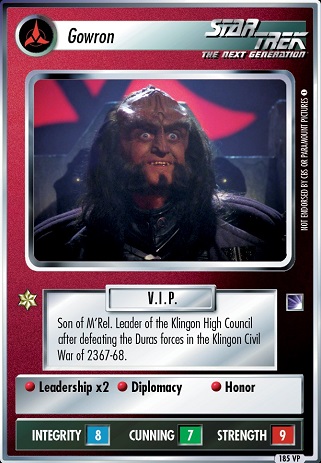 Gowron
STAR TREK
THE NEXT GENERATION
NOT ENDORSED BY CBS OR PARAMOUNT PICTURES
V.I.P.
Son of M'Rel. Leader of the Klingon High Council
after defeating the Duras forces in the Klingon Civil
War of 2367-68.
Leadership x2 Diplomacy Honor
INTEGRITY 8 CUNNING 7 STRENGTH 9
185 VP